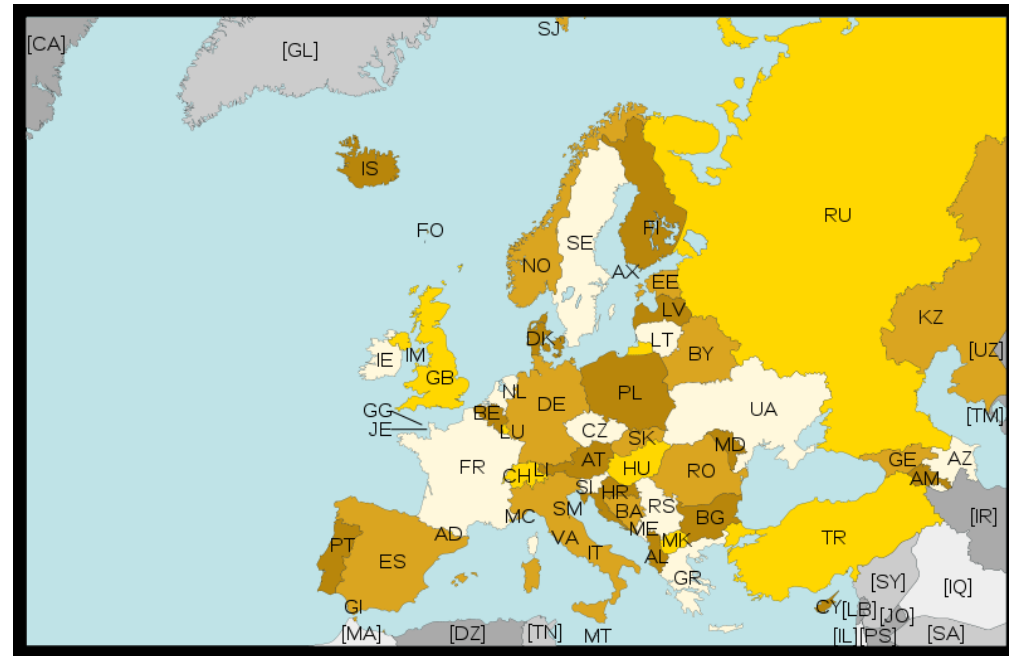 SJ
[CA]
[GL]
IS
RU
FO
FI
SE
NO
AX
EE
LV
KZ
DK
LT
[UZ]
IE
IM
BY
GB
NL
PL
DE
GG
BE
UA
[TM]
JE
LU
CZ
SK
MD
FR
AT
GE
AZ
CH
LI
HU
RO
AM
SI
HR
RS
MC
SM
BA
BG
[IR]
AD
VA
ME
TR
PT
MK
IT
AL
ES
GR
[SY]
[IQ]
GI
CY
[LB]
[JO]
[MA]
[DZ]
[TN]
MT
[IL]
[PS]
[SA]